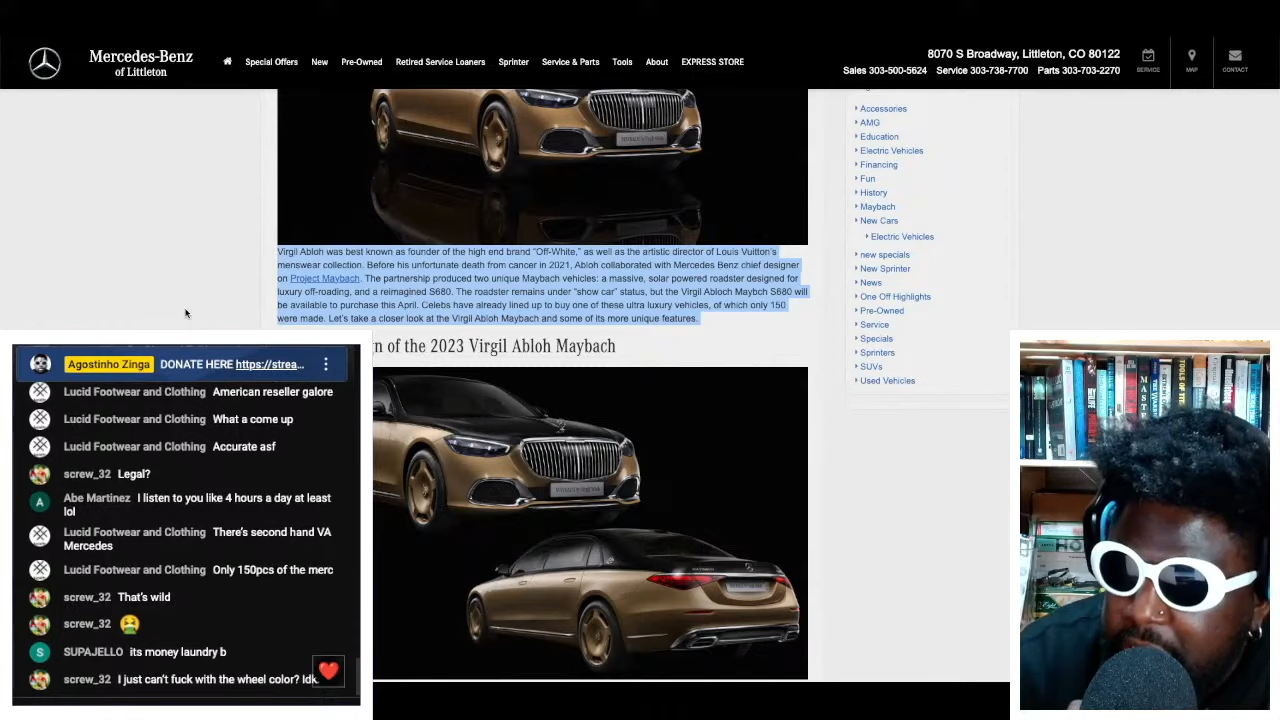 Mercedes-Benz
of Littleton
Special Offers New Pre-Owned Retired Service Loaners Sprinter Service & Parts Tools About EXPRESS STORE
8070 S Broadway, Littleton, CO 80122
Sales 303-500-5624 Service 303-738-7700 Parts 303-703-2270
SERVICE MAP CONTACT
Virgil Abloh was best known as founder of the high end brand "Off-White," as well as the artistic director of Louis Vuitton's
menswear collection. Before his unfortunate death from cancer in 2021, Abloh collaborated with Mercedes Benz chief designer
on Project Maybach. The partnership produced two unique Maybach vehicles: a massive, solar powered roadster designed for
luxury off-roading, and a reimagined S680. The roadster remains under "show car" status, but the Virgil Abloch Maybch S680 will
be available to purchase this April. Celebs have already lined up to buy one of these ultra luxury vehicles, of which only 150
were made. Let's take a closer look at the Virgil Abloh Maybach and some of its more unique features.
n of the 2023 Virgil Abloh Maybach
Accessories
AMG
Education
Electric Vehicles
Financing
Fun
History
Maybach
New Cars
Electric Vehicles
new specials
New Sprinter
News
One Off Highlights
Pre-Owned
Service
Specials
Sprinters
SUVs
Used Vehicles
Agostinho Zinga DONATE HERE https://strea...
Lucid Footwear and Clothing American reseller galore
Lucid Footwear and Clothing What a come up
Lucid Footwear and Clothing Accurate asf
screw_32 Legal?
A Abe Martinez I listen to you like 4 hours a day at least
lol
Lucid Footwear and Clothing There's second hand VA
Mercedes
Lucid Footwear and Clothing Only 150pcs of the merc
screw_32 That's wild
screw_32 🤮
S SUPAJELLO its money laundry b
screw_32 I just can't fuck with the wheel color? Idk